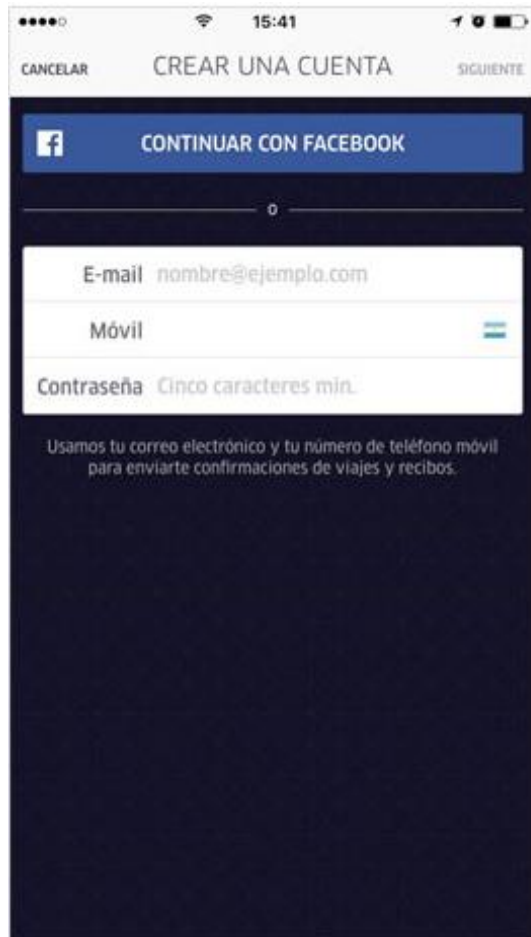 15:41
CANCELAR CREAR UNA CUENTA SIGUIENTE
f CONTINUAR CON FACEBOOK
O
E-mail nombre@ejemplo.com
Móvil
Contraseña Cinco caracteres min.
Usamos tu correo electrónico y tu número de teléfono móvil
para enviarte confirmaciones de viajes y recibos.